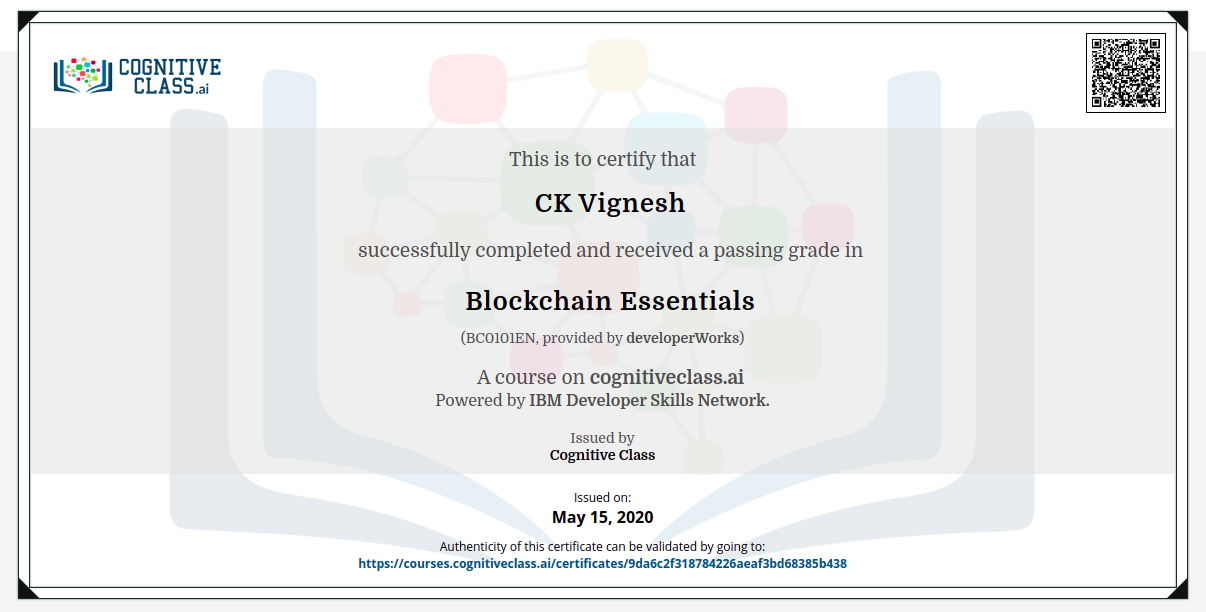 COGNITIVE
CLASS.ai
This is to certify that
CK Vignesh
successfully completed and received a passing grade in
Blockchain Essentials
(BC0101EN, provided by developerWorks)
A course on cognitiveclass.ai
Powered by IBM Developer Skills Network.
Issued by
Cognitive Class
Issued on:
May 15, 2020
Authenticity of this certificate can be validated by going to:
https://courses.cognitiveclass.ai/certificates/9da6c2f318784226aeaf3bd68385b438